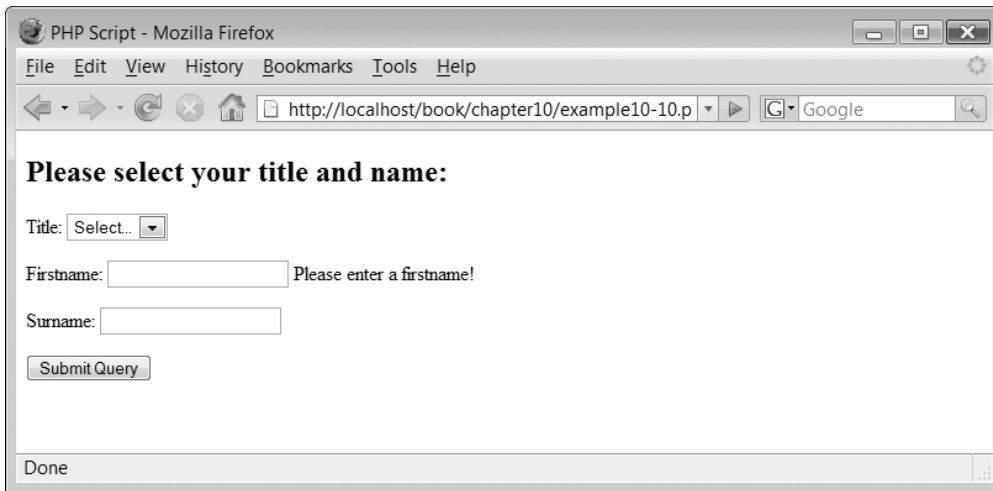 PHP Script - Mozilla Firefox
File Edit View History Bookmarks Tools Help
http://localhost/book/chapter10/example10-10.p G Google
Please select your title and name:
Title: Select...
Firstname: Please enter a firstname!
Surname:
Submit Query
Done